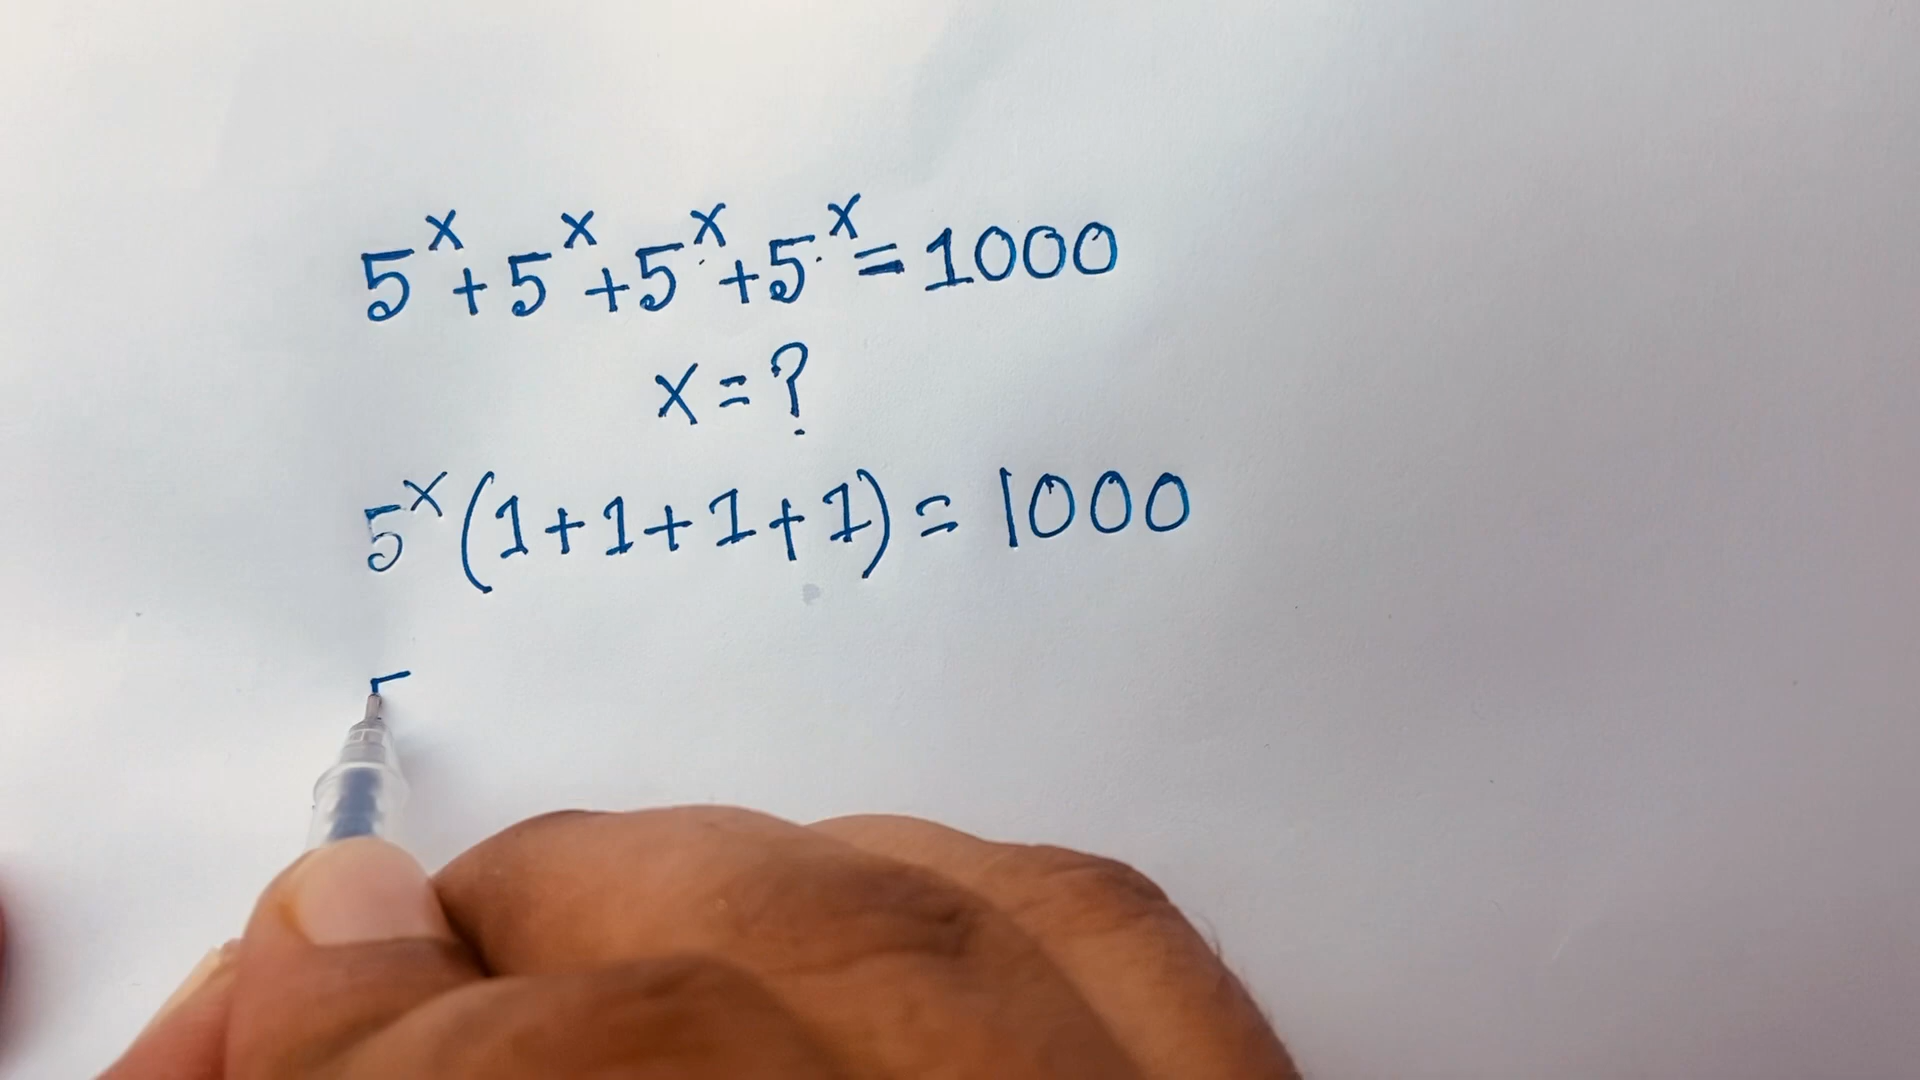 5^x + 5^x + 5^x + 5^x = 1000
x = ?
5^x (1 + 1 + 1 + 1) = 1000